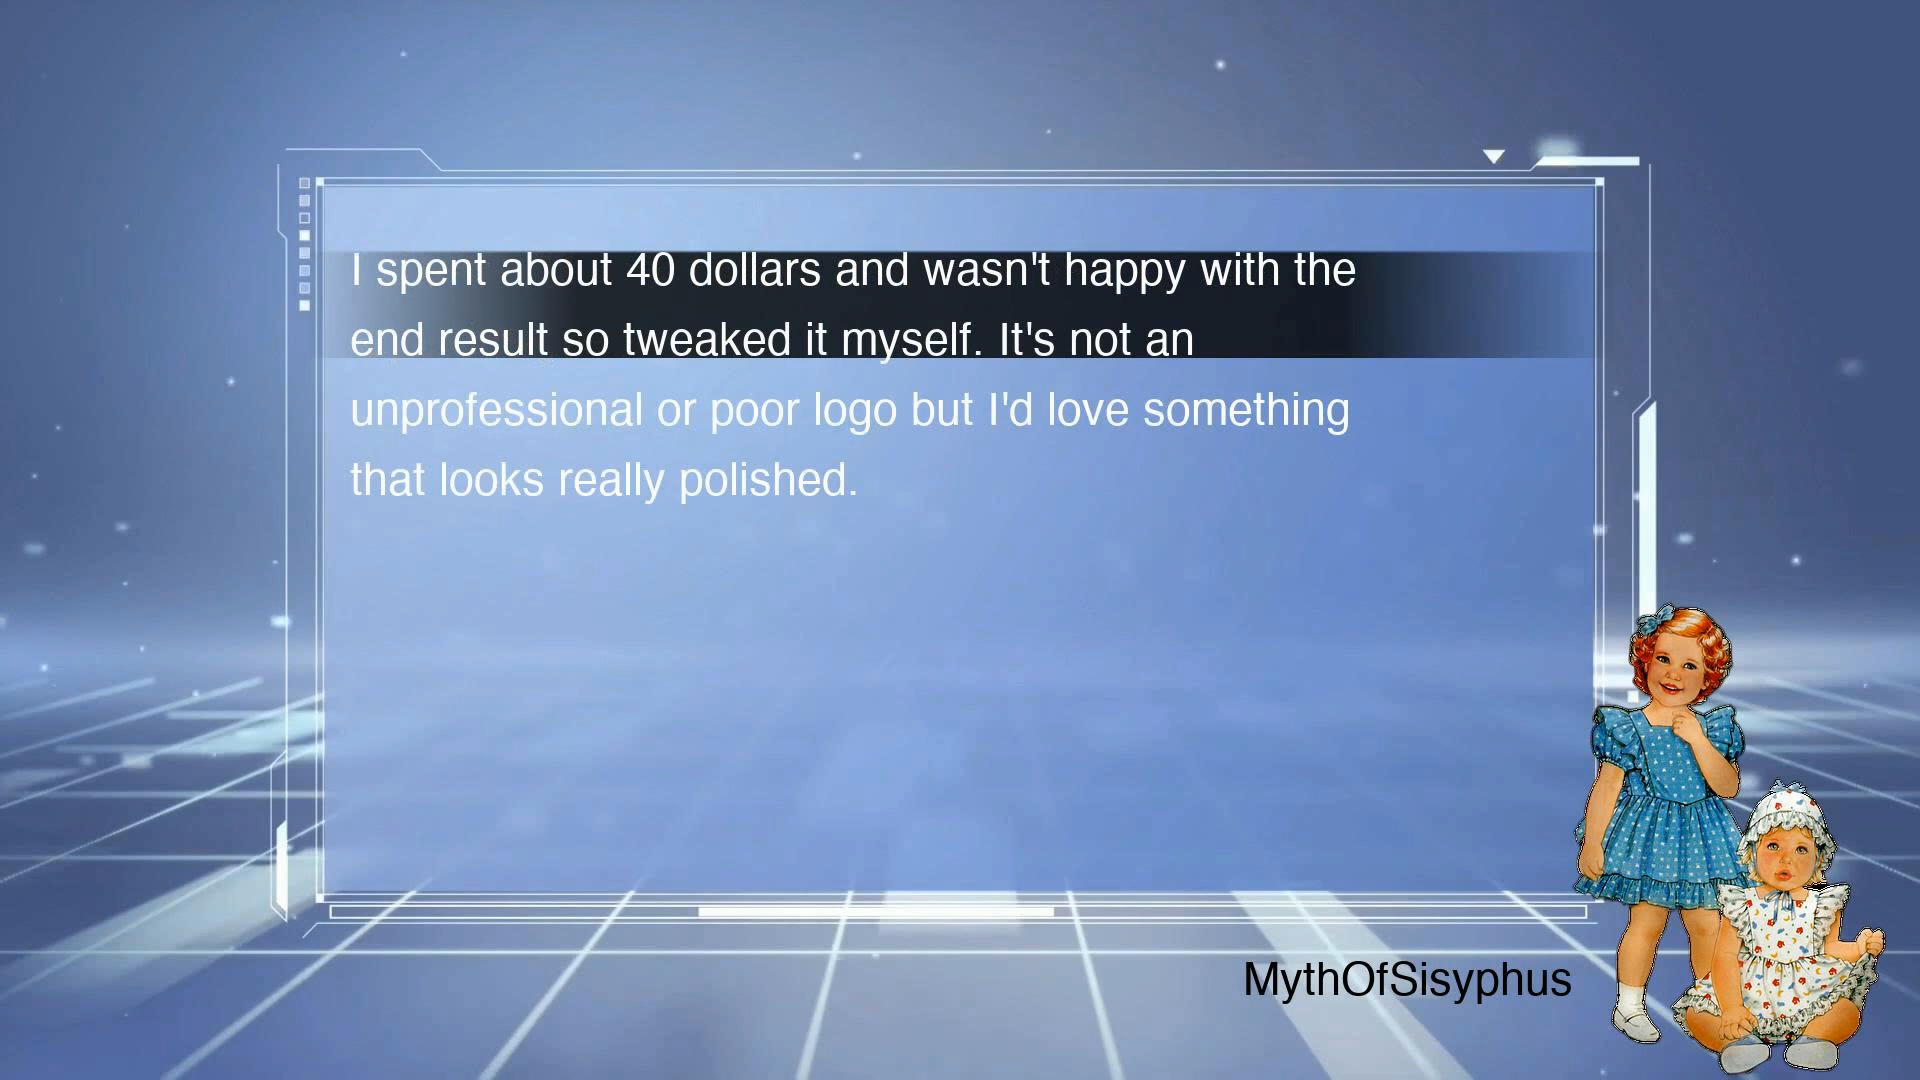 I spent about 40 dollars and wasn't happy with the
end result so tweaked it myself. It's not an
unprofessional or poor logo but I'd love something
that looks really polished.
MythOfSisyphus